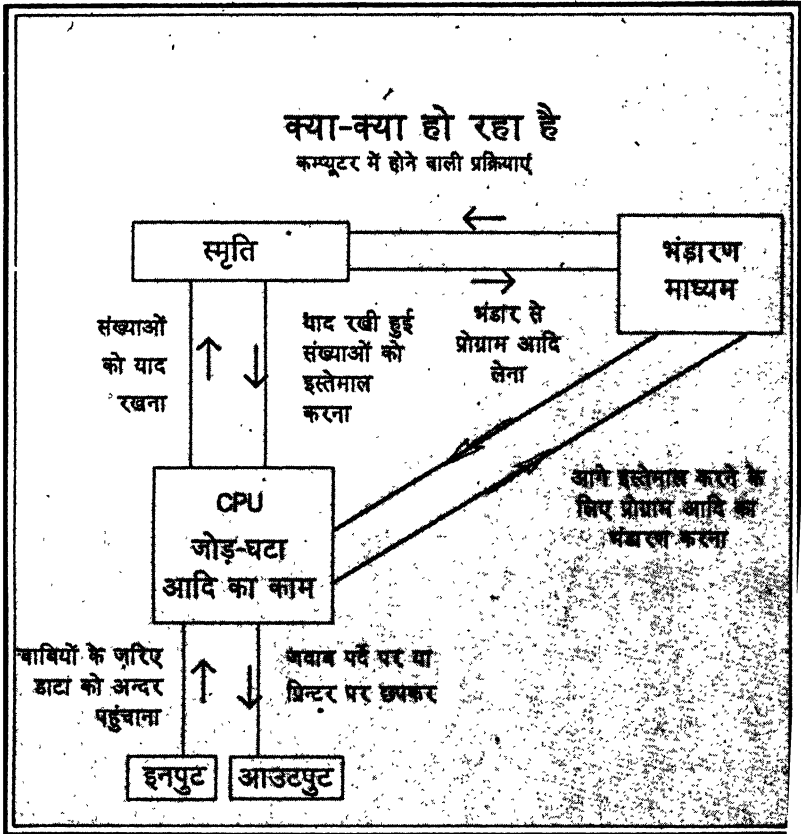 क्या-क्या हो रहा है
कम्प्यूटर में होने वाली प्रक्रियाएं
स्मृति
भंडारण
माध्यम
संख्याओं
को याद
रखना
याद रखी हुई
संख्याओं को
इस्तेमाल
करना
भंडार से
प्रोग्राम आदि
लेना
CPU
जोड़-घटा
आदि का काम
आगे इस्तेमाल करने के
लिए प्रोग्राम आदि का
भंडारण करना
चाबियों के ज़रिए
डाटा को अन्दर
पहुंचाना
जवाब पर्दे पर या
प्रिन्टर पर छपकर
इनपुट
आउटपुट